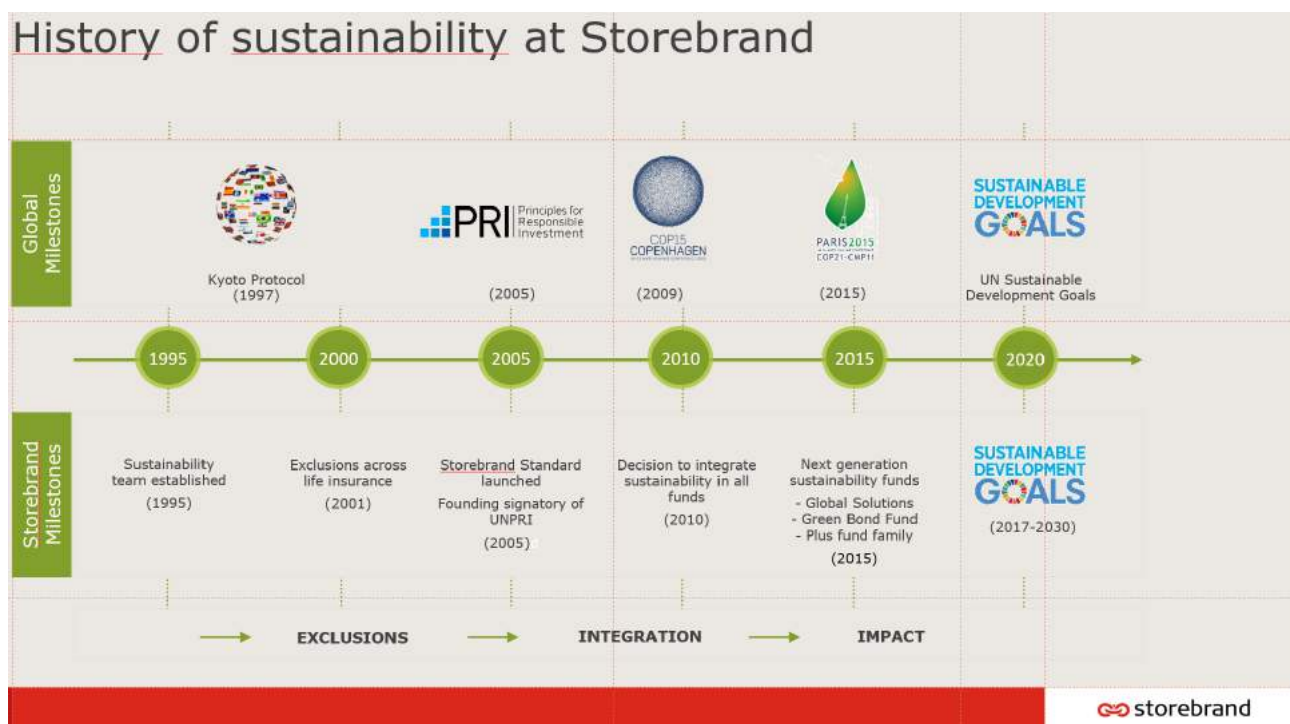 History of sustainability at Storebrand
Global
Milestones
Kyoto Protocol
(1997)
PRI
Principles for
Responsible
Investment
(2005)
COP15
COPENHAGEN
(2009)
PARIS2015
COP21-CMP11
(2015)
SUSTAINABLE
DEVELOPMENT
GOALS
UN Sustainable
Development Goals
1995
2000
2005
2010
2015
2020
Storebrand
Milestones
Sustainability
team established
(1995)
Exclusions across
life insurance
(2001)
Storebrand Standard
launched
Founding signatory of
UNPRI
(2005)
Decision to integrate
sustainability in all
funds
(2010)
Next generation
sustainability funds
- Global Solutions
- Green Bond Fund
- Plus fund family
(2015)
SUSTAINABLE
DEVELOPMENT
GOALS
(2017-2030)
EXCLUSIONS
INTEGRATION
IMPACT
storebrand